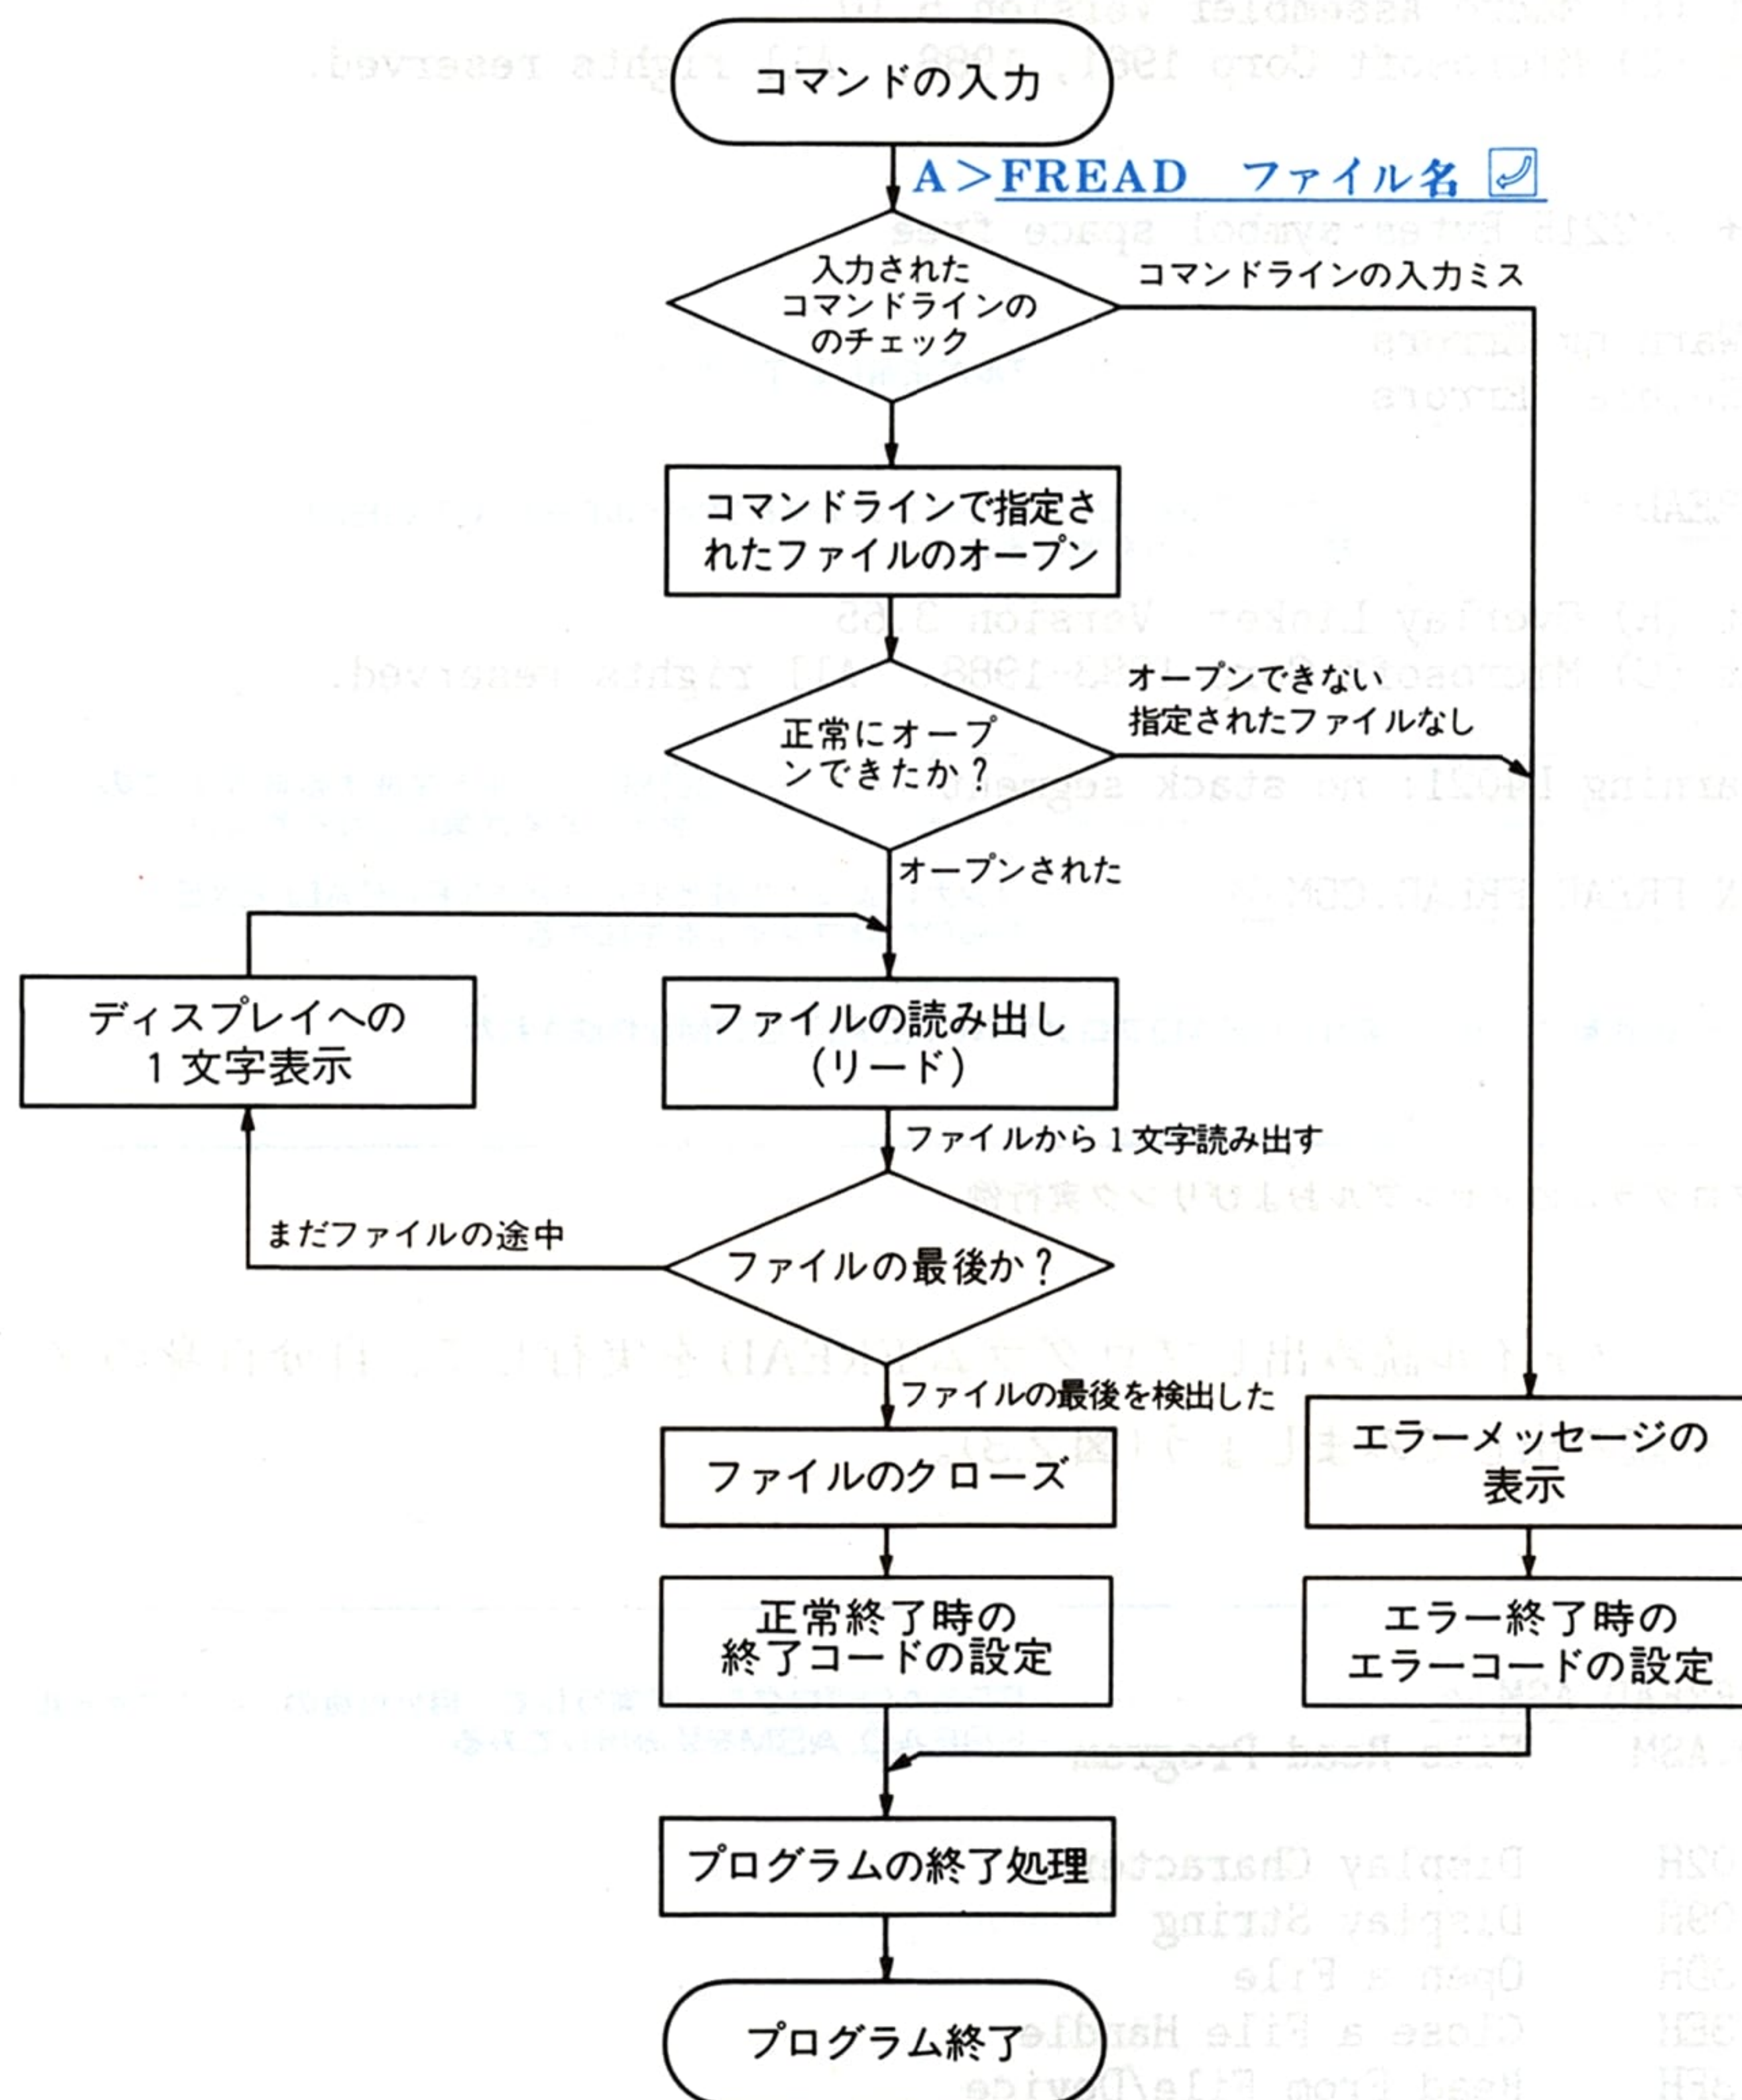 コマンドの入力
A>FREAD ファイル名
入力された
コマンドラインの
のチェック
コマンドラインの入力ミス
コマンドラインで指定さ
れたファイルのオープン
正常にオープ
ンできたか？
オープンできない
指定されたファイルなし
オープンされた
ディスプレイへの
1文字表示
ファイルの読み出し
(リード)
ファイルから1文字読み出す
まだファイルの途中
ファイルの最後か？
ファイルの最後を検出した
ファイルのクローズ
エラーメッセージの
表示
正常終了時の
終了コードの設定
エラー終了時の
エラーコードの設定
プログラムの終了処理
プログラム終了